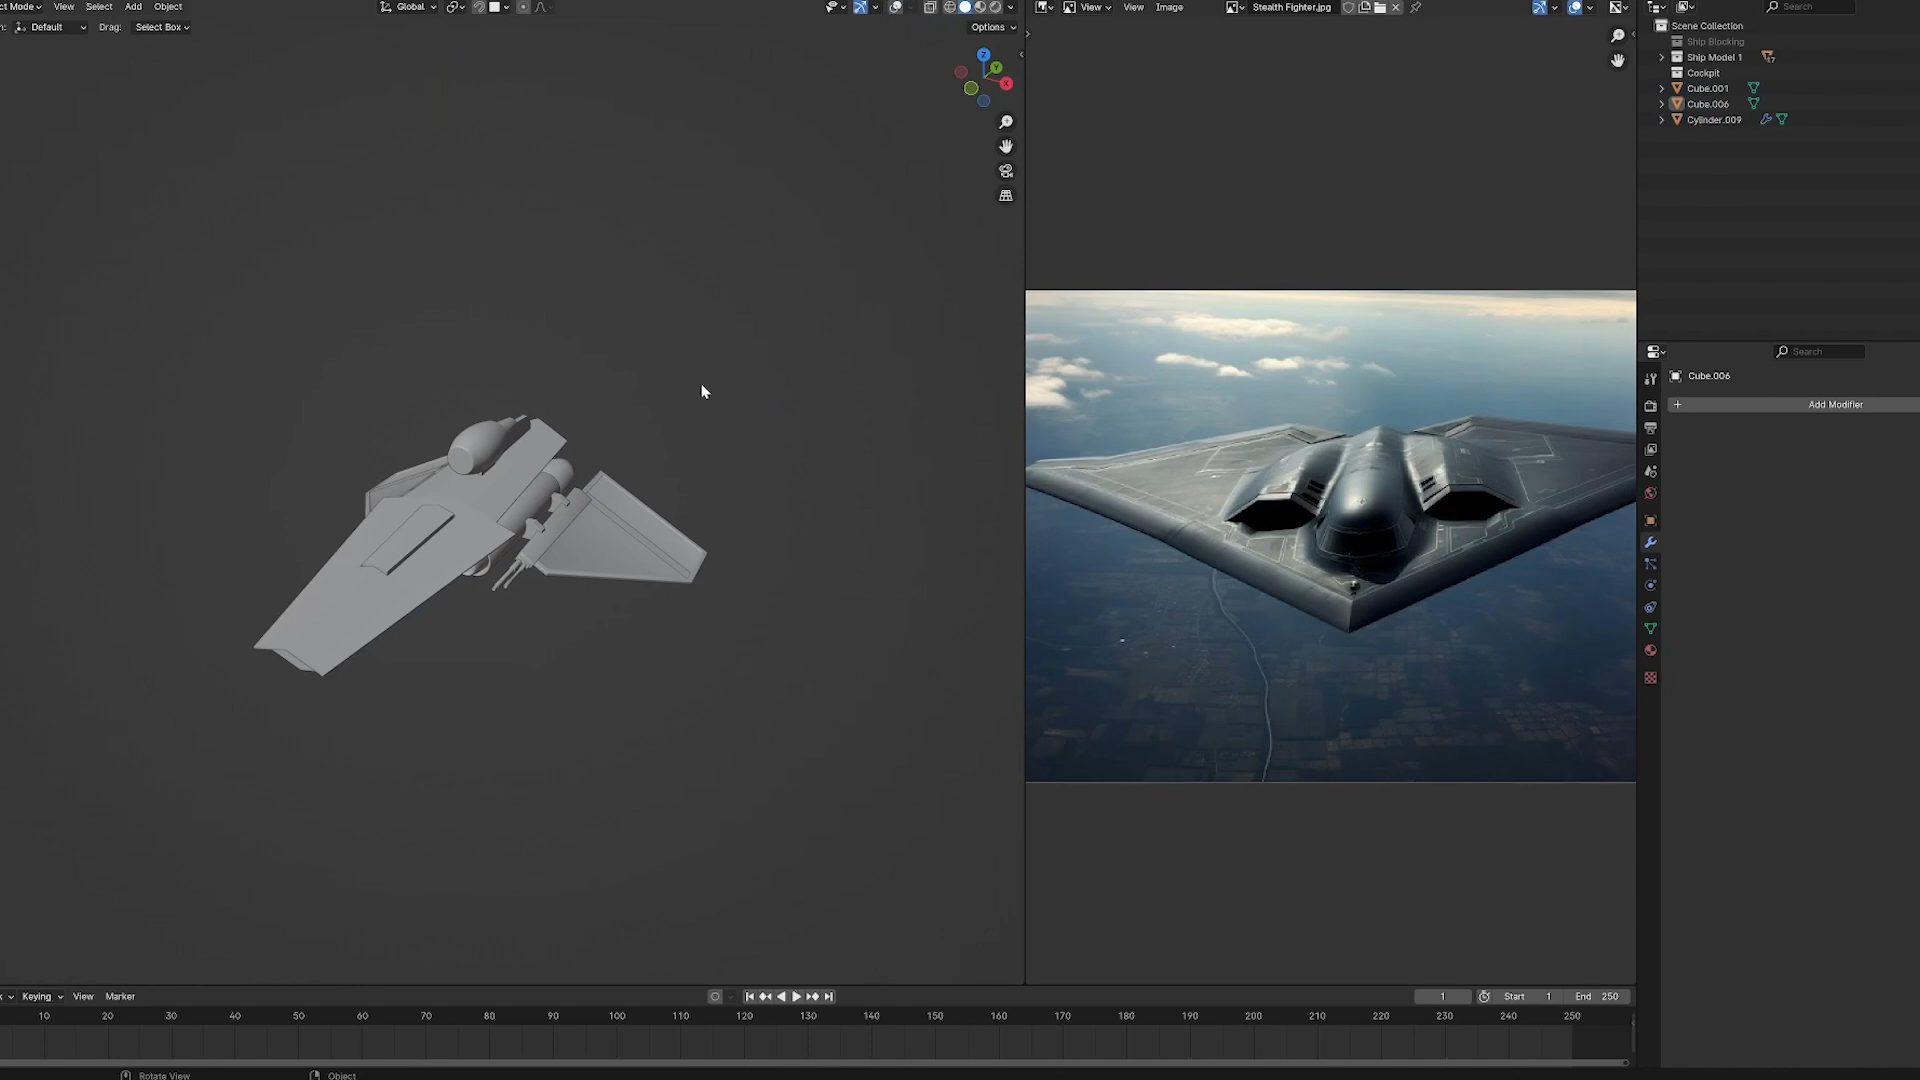 ct Mode View Select Add Object Global
View View Image Stealth Fighter.jpg
Search
Default Drag: Select Box
Options
Scene Collection
Ship Blocking
Ship Model 1 17
Cockpit
Cube.001
Cube.006
Cylinder.009
Z
Y
X
Search
Cube.006
Add Modifier
Keying View Marker
1 Start 1 End 250
10 20 30 40 50 60 70 80 90 100 110 120 130 140 150 160 170 180 190 200 210 220 230 240 250
Rotate View Object